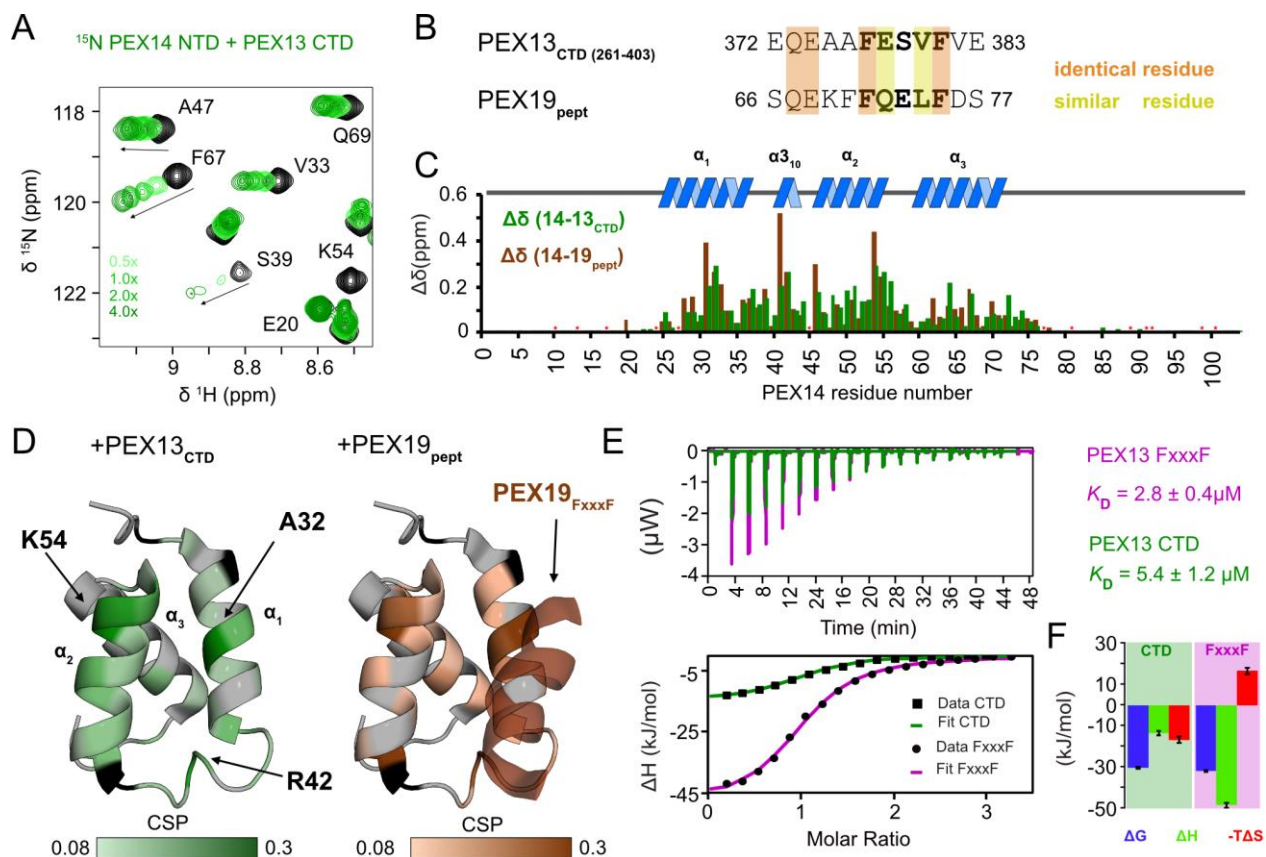 A
¹⁵N PEX14 NTD + PEX13 CTD
118
120
122
δ ¹⁵N (ppm)
A47
F67
Q69
V33
S39
K54
E20
0.5x
1.0x
2.0x
4.0x
9
8.8
8.6
δ ¹H (ppm)
B
PEX13CTD (261-403)
372 EQEAAFESVFVE 383
PEX19pept
66 SQEKFFQELFDS 77
identical residue
similar residue
C
α₁
α3₁₀
α₂
α₃
0.6
0.4
0.2
0
Δδ(ppm)
Δδ (14-13CTD)
Δδ (14-19pept)
0 5 10 15 20 25 30 35 40 45 50 55 60 65 70 75 80 85 90 95 100
PEX14 residue number
D
+PEX13CTD
+PEX19pept
PEX19FxxxF
K54
A32
α₁
α₂
α₃
R42
CSP
0.08
0.3
CSP
0.08
0.3
E
0
-1
-2
-3
-4
(µW)
0 4 8 12 24 16 20 24 28 32 36 40 44 48
Time (min)
PEX13 FxxxF
KD = 2.8 ± 0.4µM
PEX13 CTD
KD = 5.4 ± 1.2 µM
-5
-25
-45
ΔH (kJ/mol)
Data CTD
Fit CTD
Data FxxxF
Fit FxxxF
0 1 2 3
Molar Ratio
F
CTD
FxxxF
30
10
0
-10
-30
-50
(kJ/mol)
ΔG
ΔH
-TΔS